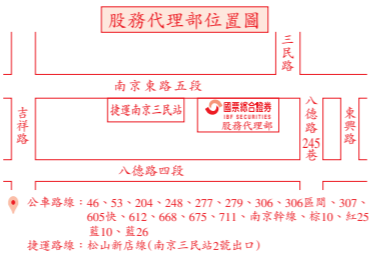 股務代理部位置圖
三民路
南京東路五段
吉祥路
捷運南京三民站
國票綜合證券
IBF SECURITIES
股務代理部
八德路245巷
東興路
八德路四段
公車路線：46、53、204、248、277、279、306、306區間、307、
605快、612、668、675、711、南京幹線、棕10、紅25
藍10、藍26
捷運路線：松山新店線(南京三民站2號出口)